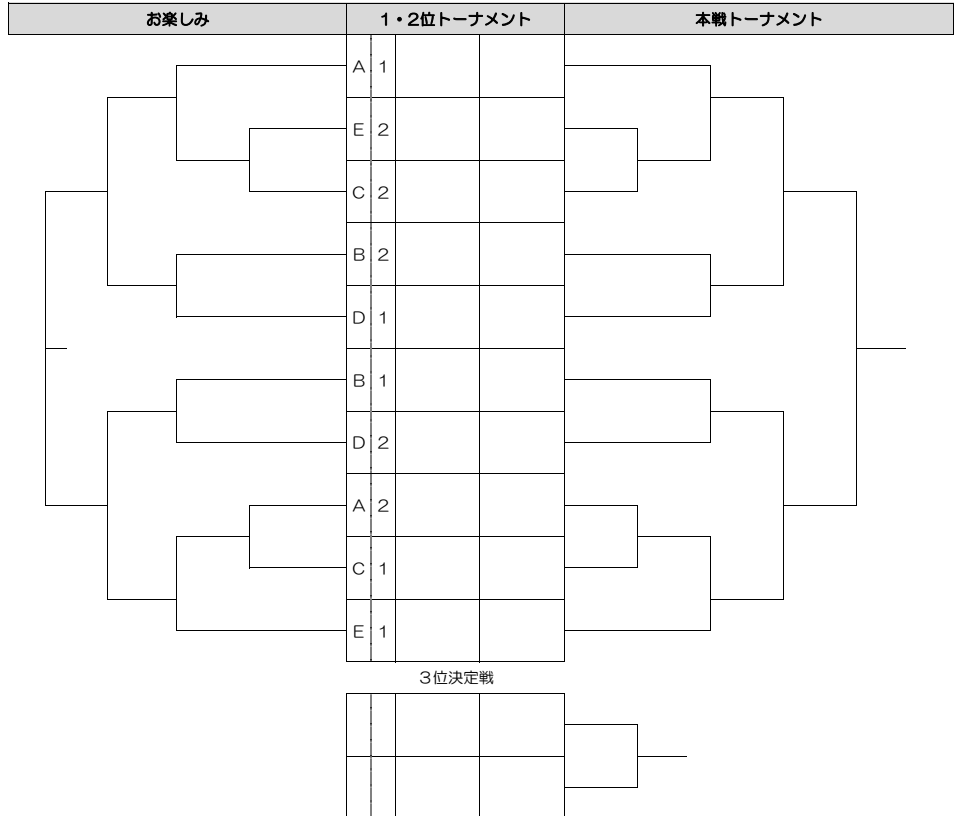 お楽しみ １・2位トーナメント 本戦トーナメント
A 1
E 2
C 2
B 2
D 1
B 1
D 2
A 2
C 1
E 1
３位決定戦